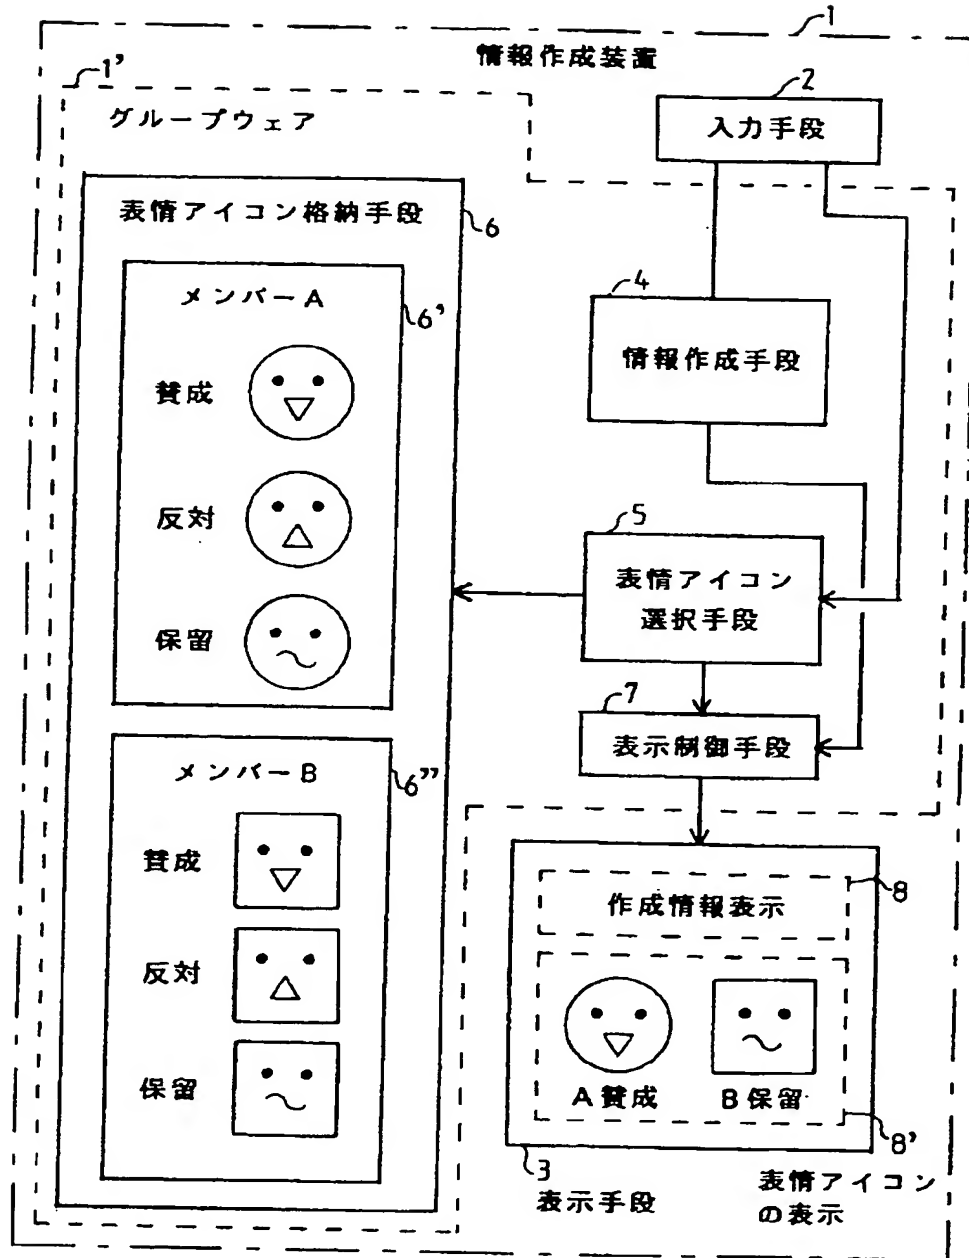 1
情報作成装置
1’
グループウェア
2
入力手段
表情アイコン格納手段
6
メンバーA
6’
賛成
反対
保留
メンバーB
6”
賛成
反対
保留
4
情報作成手段
5
表情アイコン
選択手段
7
表示制御手段
作成情報表示
8
A賛成
B保留
8’
3
表示手段
表情アイコン
の表示